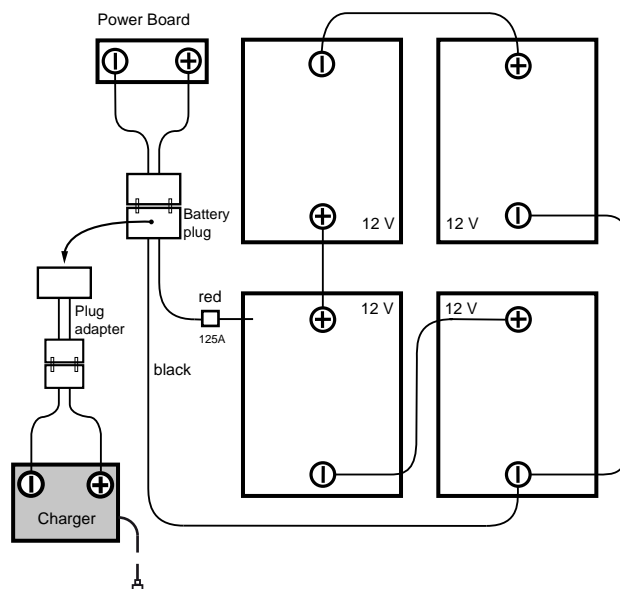 Power Board
12 V
12 V
Battery
plug
red
125A
12 V
12 V
Plug
adapter
black
Charger